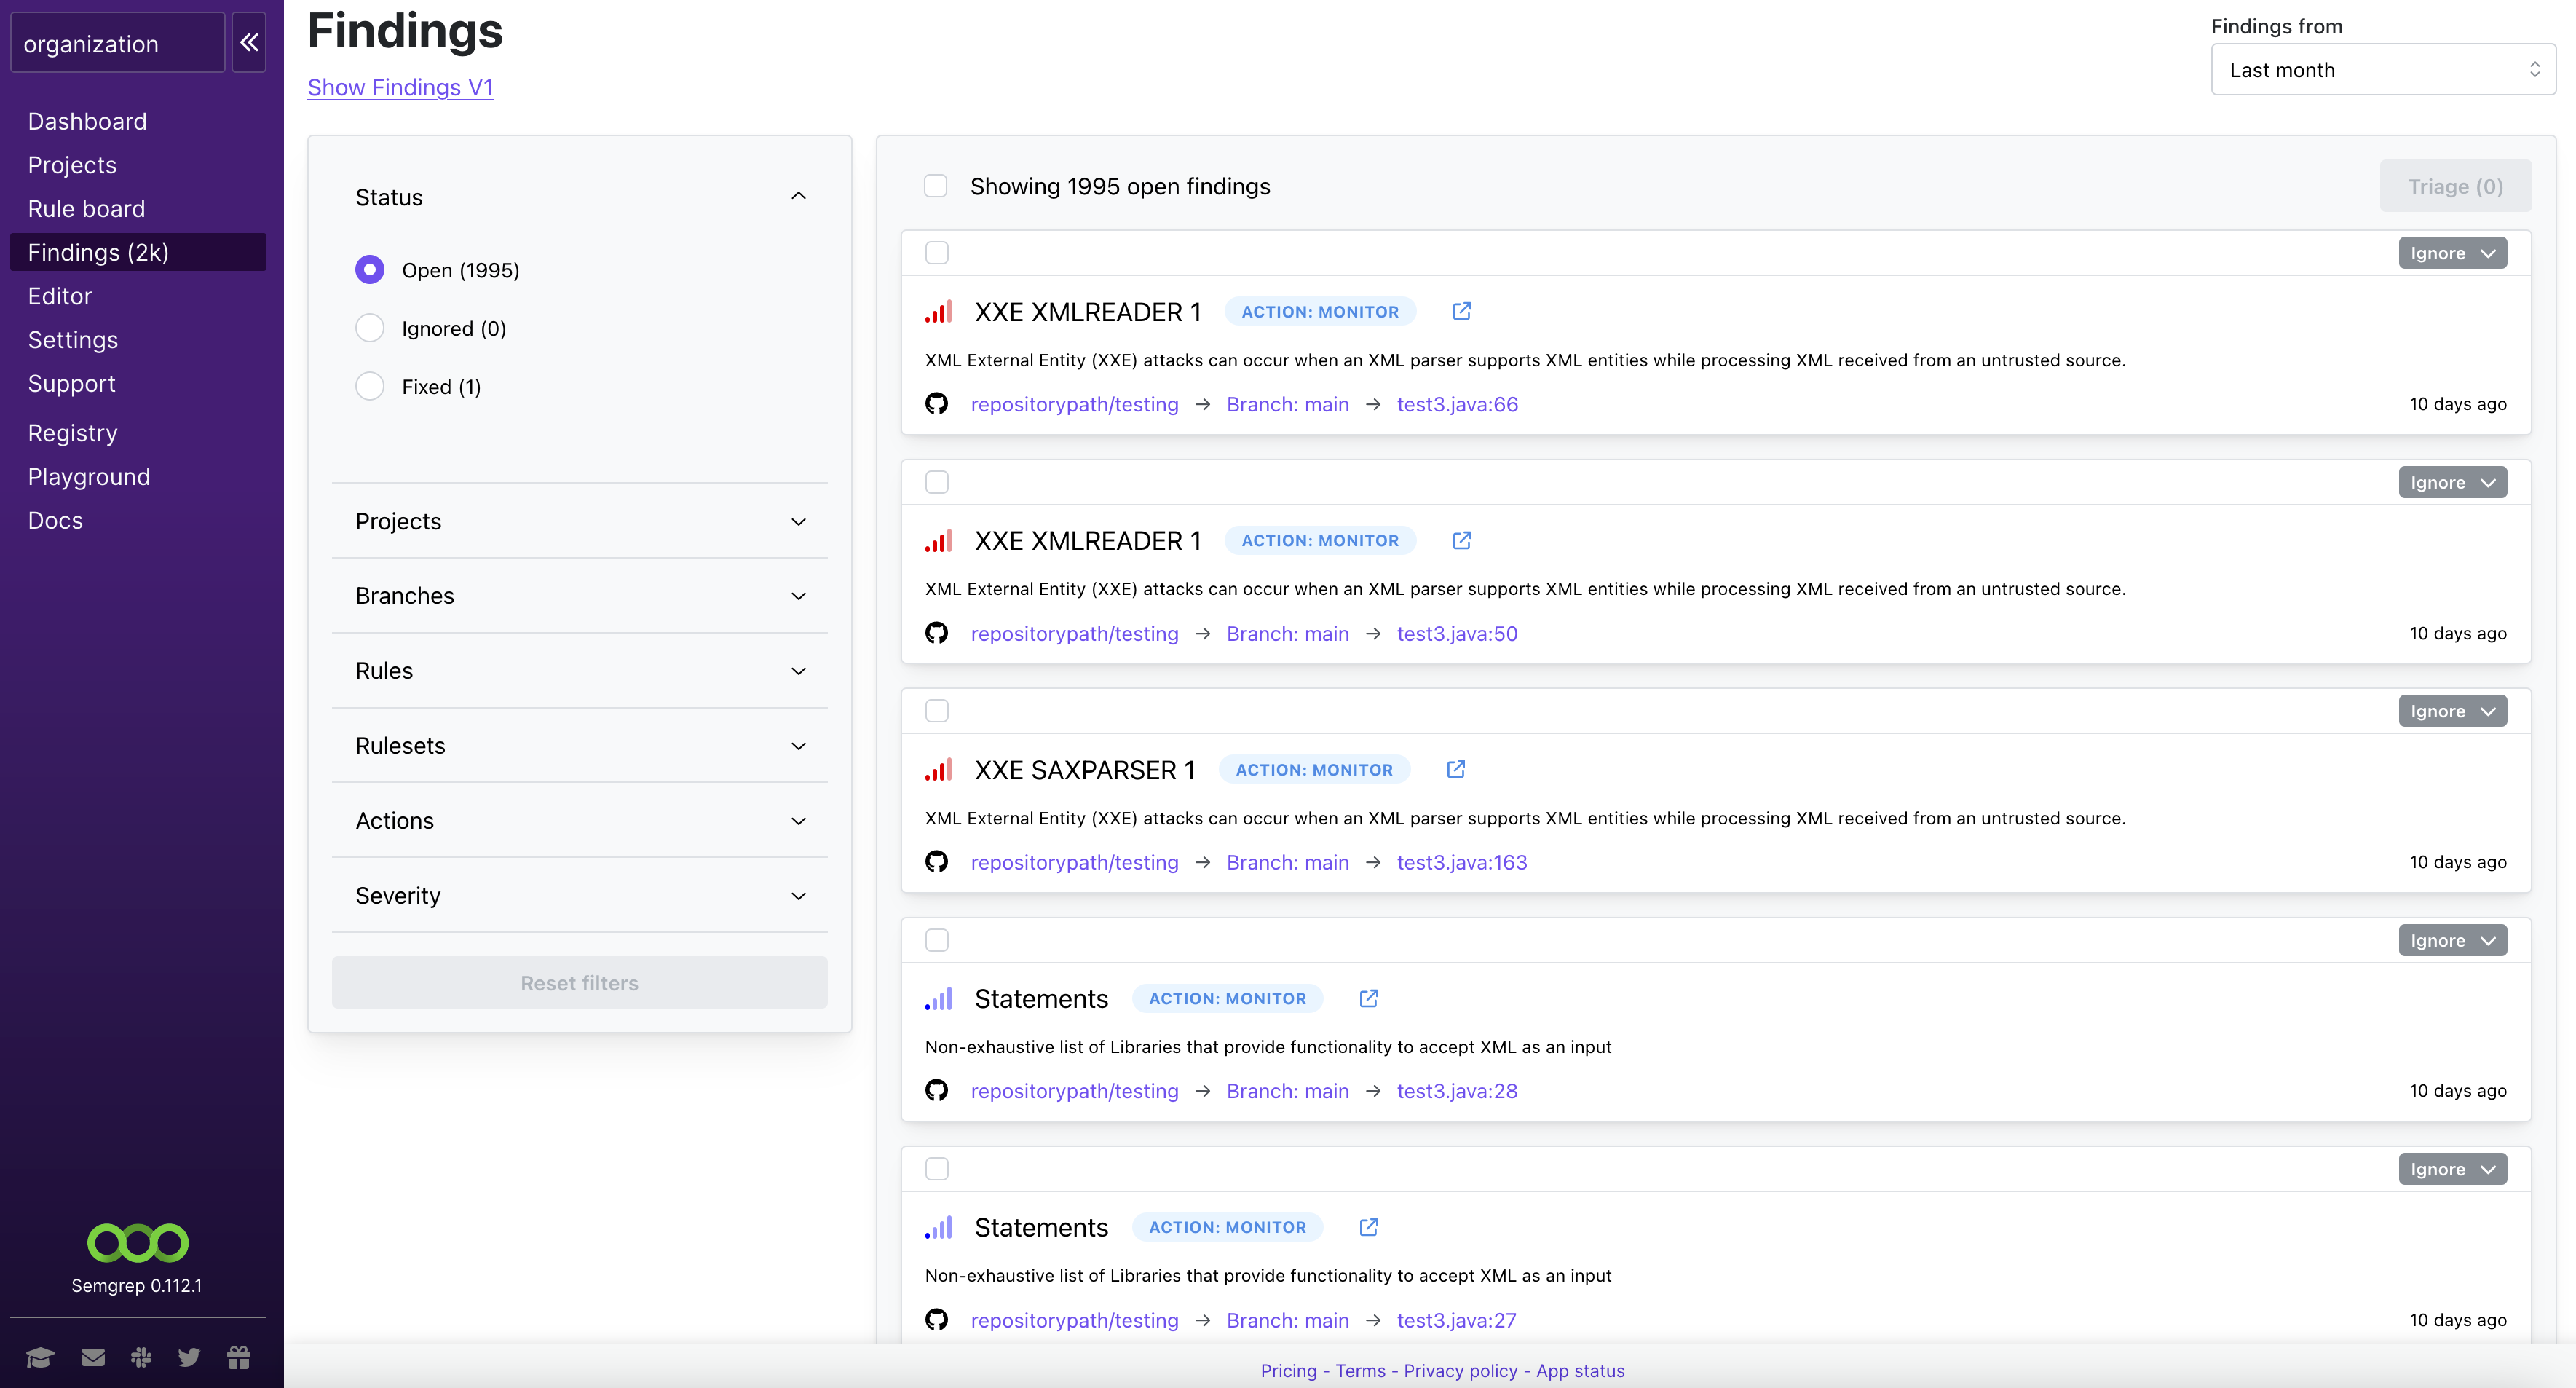 organization
Dashboard
Projects
Rule board
Findings (2k)
Editor
Settings
Support
Registry
Playground
Docs
Semgrep 0.112.1
Findings
Show Findings V1
Findings from
Last month
Status
Open (1995)
Ignored (0)
Fixed (1)
Projects
Branches
Rules
Rulesets
Actions
Severity
Reset filters
Showing 1995 open findings
Triage (0)
Ignore
XXE XMLREADER 1 ACTION: MONITOR
XML External Entity (XXE) attacks can occur when an XML parser supports XML entities while processing XML received from an untrusted source.
repositorypath/testing → Branch: main → test3.java:66 10 days ago
Ignore
XXE XMLREADER 1 ACTION: MONITOR
XML External Entity (XXE) attacks can occur when an XML parser supports XML entities while processing XML received from an untrusted source.
repositorypath/testing → Branch: main → test3.java:50 10 days ago
Ignore
XXE SAXPARSER 1 ACTION: MONITOR
XML External Entity (XXE) attacks can occur when an XML parser supports XML entities while processing XML received from an untrusted source.
repositorypath/testing → Branch: main → test3.java:163 10 days ago
Ignore
Statements ACTION: MONITOR
Non-exhaustive list of Libraries that provide functionality to accept XML as an input
repositorypath/testing → Branch: main → test3.java:28 10 days ago
Ignore
Statements ACTION: MONITOR
Non-exhaustive list of Libraries that provide functionality to accept XML as an input
repositorypath/testing → Branch: main → test3.java:27 10 days ago
Pricing - Terms - Privacy policy - App status